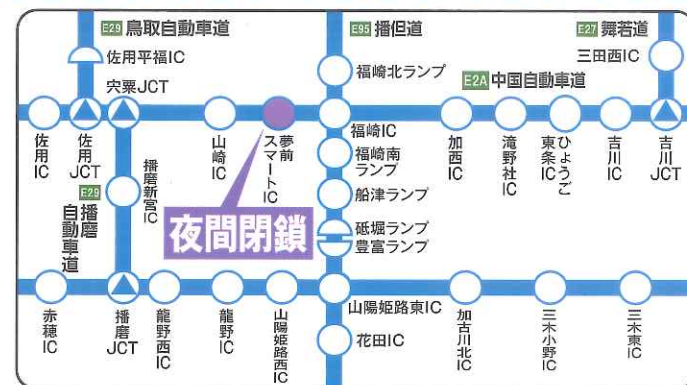 E29 鳥取自動車道
佐用平福IC
宍粟JCT
E95 播但道
福崎北ランプ
E27 舞若道
三田西IC
E2A 中国自動車道
佐用IC
佐用JCT
山崎IC
夢前
スマートIC
福崎IC
加西IC
滝野社IC
ひょうご
東条IC
吉川IC
吉川JCT
福崎南
ランプ
船津ランプ
砥堀ランプ
豊富ランプ
播磨新宮IC
E29 播磨
自動車道
夜間閉鎖
赤穂IC
播磨JCT
龍野西IC
龍野IC
山陽姫路西IC
山陽姫路東IC
花田IC
加古川北IC
三木小野IC
三木東IC